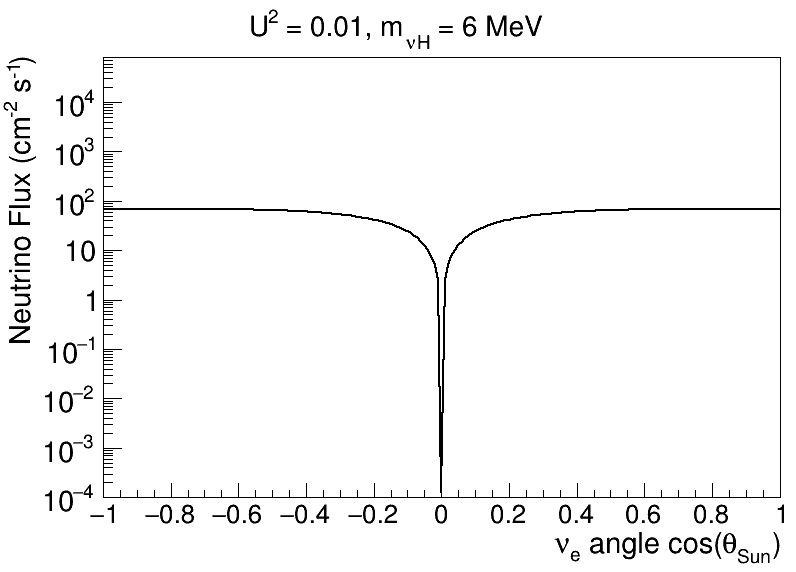 U² = 0.01, m_νH = 6 MeV
Neutrino Flux (cm⁻² s⁻¹)
10⁴
10³
10²
10
1
10⁻¹
10⁻²
10⁻³
10⁻⁴
−1 −0.8 −0.6 −0.4 −0.2 0 0.2 0.4 0.6 0.8 1
ν_e angle cos(θ_Sun)